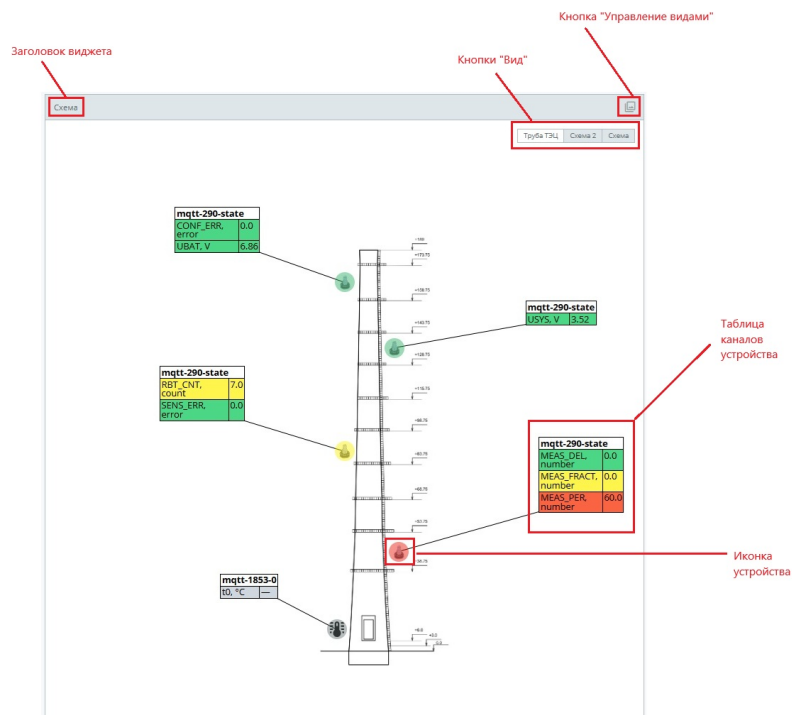 Кнопка "Управление видами"
Заголовок виджета
Кнопки "Вид"
Схема
Труба ТЭЦ Схема 2 Схема
mqtt-290-state
CONF_ERR, error 0.0
UBAT, V 6.86
mqtt-290-state
USYS, V 3.52
Таблица
каналов
устройства
mqtt-290-state
RBT_CNT, count 7.0
SENS_ERR, error 0.0
mqtt-290-state
MEAS_DEL, number 0.0
MEAS_FRACT, number 0.0
MEAS_PER, number 60.0
Иконка
устройства
mqtt-1853-0
t0, °C —